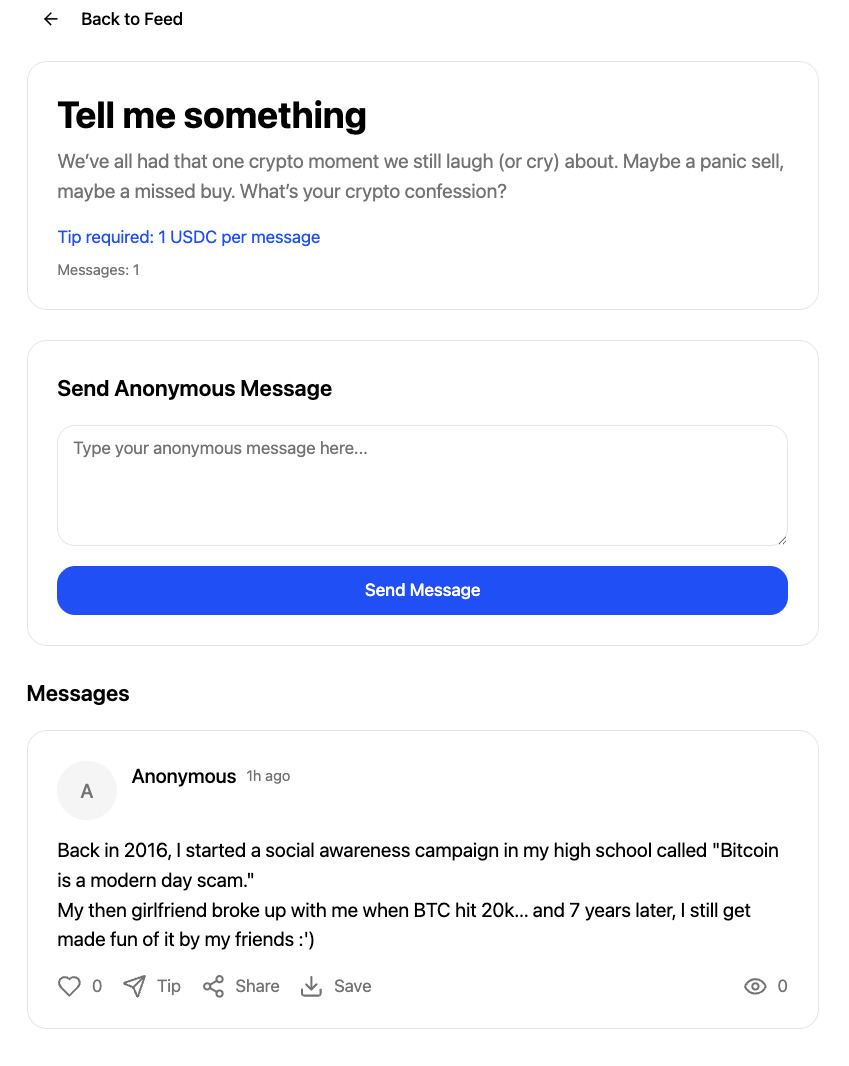 Back to Feed
Tell me something
We’ve all had that one crypto moment we still laugh (or cry) about. Maybe a panic sell,
maybe a missed buy. What’s your crypto confession?
Tip required: 1 USDC per message
Messages: 1
Send Anonymous Message
Type your anonymous message here...
Send Message
Messages
A
Anonymous 1h ago
Back in 2016, I started a social awareness campaign in my high school called "Bitcoin
is a modern day scam."
My then girlfriend broke up with me when BTC hit 20k... and 7 years later, I still get
made fun of it by my friends :')
0 Tip Share Save 0